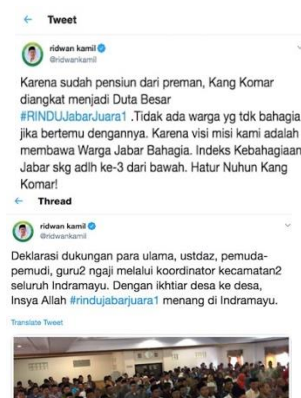 Tweet
ridwan kamil
@ridwankamil
Karena sudah pensiun dari preman, Kang Komar
diangkat menjadi Duta Besar
#RINDUJabarJuara1 .Tidak ada warga yg tdk bahagia
jika bertemu dengannya. Karena visi misi kami adalah
membawa Warga Jabar Bahagia. Indeks Kebahagiaan
Jabar skg adlh ke-3 dari bawah. Hatur Nuhun Kang
Komar!
Thread
ridwan kamil
@ridwankamil
Deklarasi dukungan para ulama, ustdaz, pemuda-
pemudi, guru2 ngaji melalui koordinator kecamatan2
seluruh Indramayu. Dengan ikhtiar desa ke desa,
Insya Allah #rindujabarjuara1 menang di Indramayu.
Translate Tweet